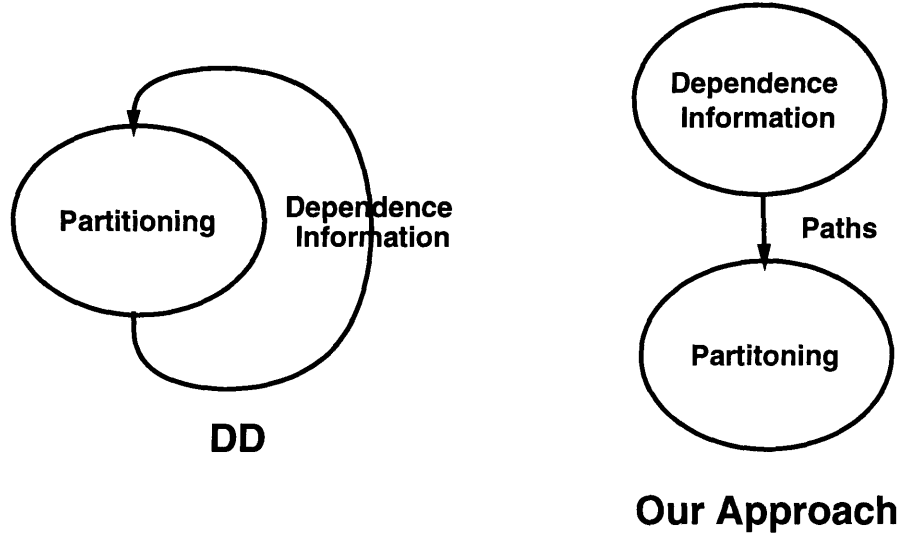 Partitioning
Dependence
Information
DD
Dependence
Information
Paths
Partitoning
Our Approach